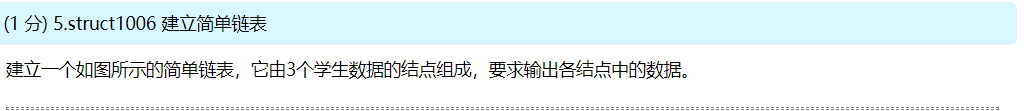 (1 分) 5.struct1006 建立简单链表
建立一个如图所示的简单链表，它由3个学生数据的结点组成，要求输出各结点中的数据。